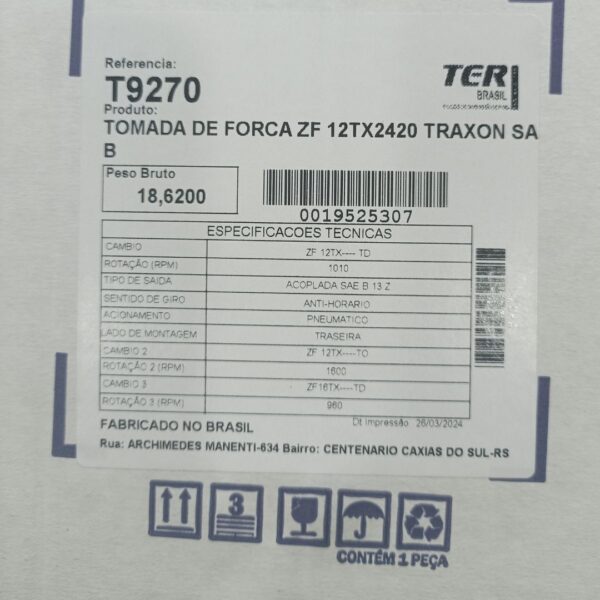 Referencia:
T9270
TER
BRASIL
Produto:
TOMADA DE FORCA ZF 12TX2420 TRAXON SA
B
Peso Bruto
18,6200
0019525307
ESPECIFICACOES TECNICAS
CAMBIO ZF 12TX---- TD
ROTAÇÃO (RPM) 1010
TIPO DE SAIDA ACOPLADA SAE B 13 Z
SENTIDO DE GIRO ANTI-HORARIO
ACIONAMENTO PNEUMATICO
LADO DE MONTAGEM TRASEIRA
CAMBIO 2 ZF 12TX----TO
ROTAÇÃO 2 (RPM) 1600
CAMBIO 3 ZF16TX----TD
ROTAÇÃO 3 (RPM) 960
Dt impressão 26/03/2024
FABRICADO NO BRASIL
Rua: ARCHIMEDES MANENTI-634 Bairro: CENTENARIO CAXIAS DO SUL-RS
3
CONTÉM 1 PEÇA